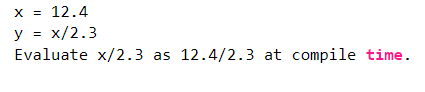 x = 12.4
y = x/2.3
Evaluate x/2.3 as 12.4/2.3 at compile time.